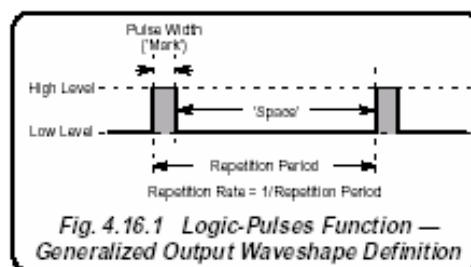 Pulse Width
('Mark')
High Level
'Space'
Low Level
Repetition Period
Repetition Rate = 1/Repetition Period
Fig. 4.16.1 Logic-Pulses Function —
Generalized Output Waveshape Definition